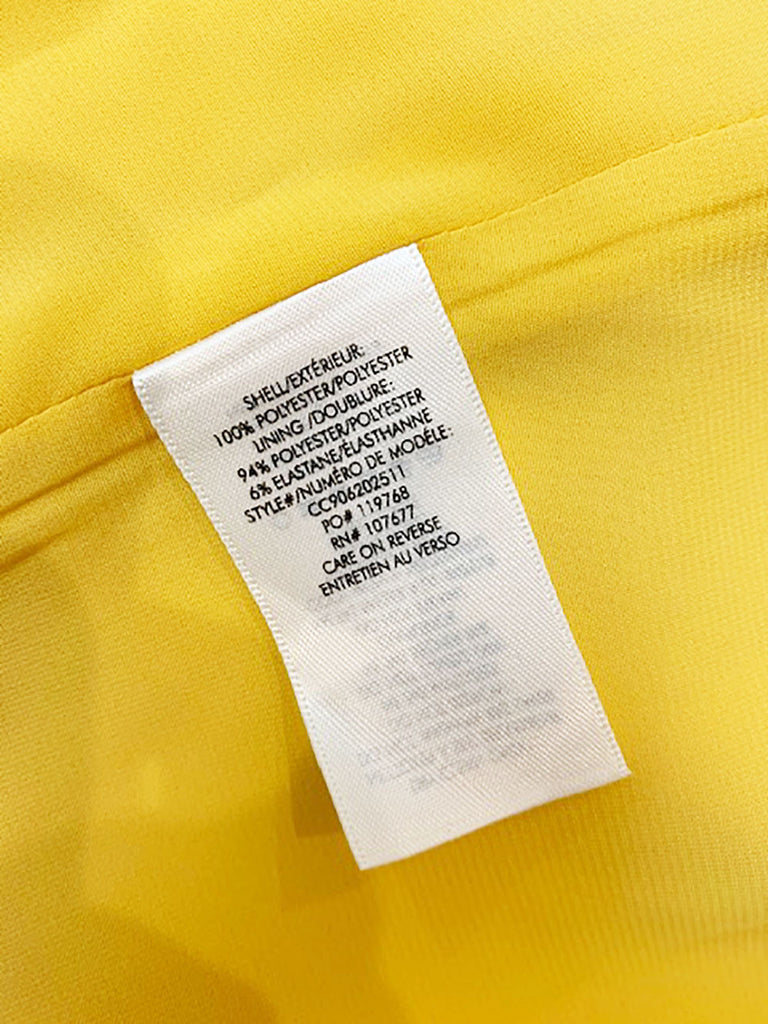 SHELL/EXTÉRIEUR:
100% POLYESTER/POLYESTER
LINING /DOUBLURE:
94% POLYESTER/POLYESTER
6% ELASTANE/ÉLASTHANNE
STYLE#/NUMÉRO DE MODÉLE:
CC906202511
PO# 119768
RN# 107677
CARE ON REVERSE
ENTRETIEN AU VERSO